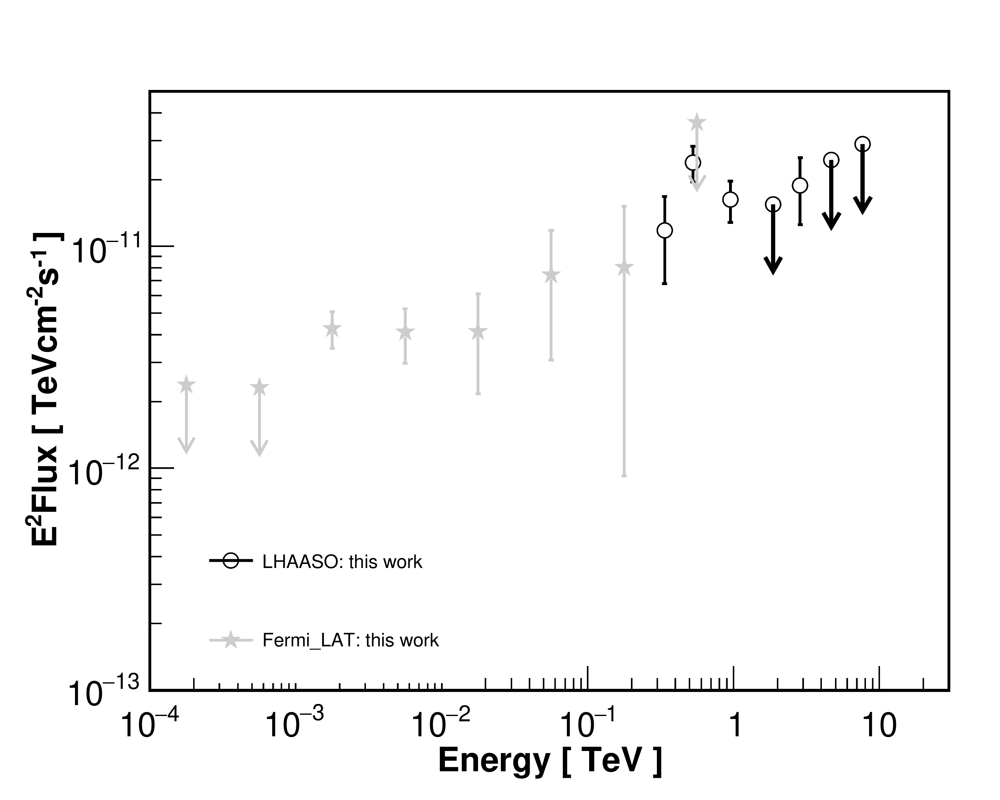 E²Flux [ TeVcm⁻²s⁻¹ ]
10⁻¹¹
10⁻¹²
10⁻¹³
LHAASO: this work
Fermi_LAT: this work
10⁻⁴ 10⁻³ 10⁻² 10⁻¹ 1 10
Energy [ TeV ]